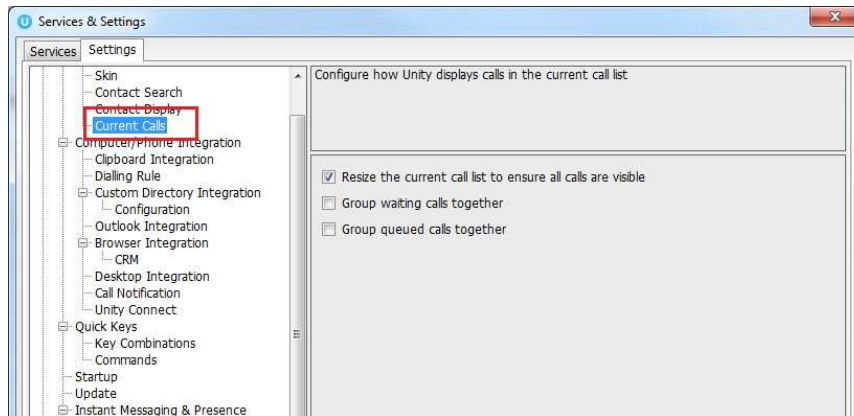 Services & Settings
Services
Settings
Skin
Contact Search
Contact Display
Current Calls
Computer/Phone Integration
Clipboard Integration
Dialling Rule
Custom Directory Integration
Configuration
Outlook Integration
Browser Integration
CRM
Desktop Integration
Call Notification
Unity Connect
Quick Keys
Key Combinations
Commands
Startup
Update
Instant Messaging & Presence
Configure how Unity displays calls in the current call list
Resize the current call list to ensure all calls are visible
Group waiting calls together
Group queued calls together